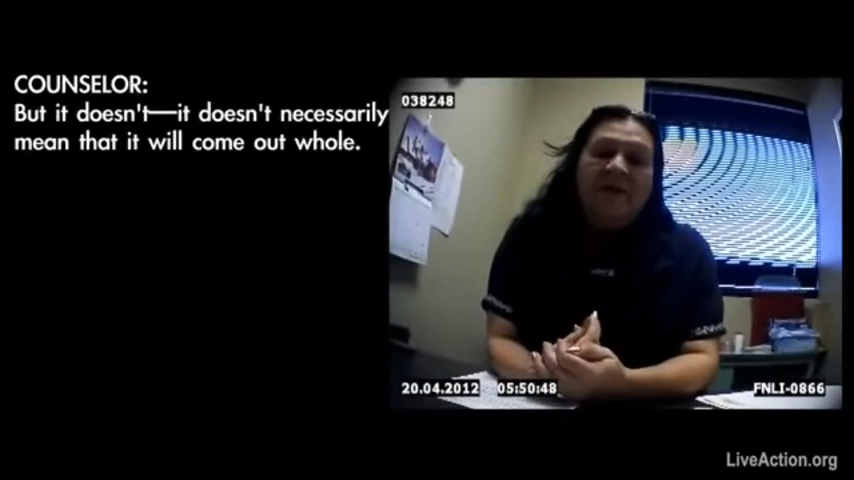 COUNSELOR:
But it doesn't—it doesn't necessarily
mean that it will come out whole.
038248
20.04.2012 05:50:48 FNLI-0866
LiveAction.org